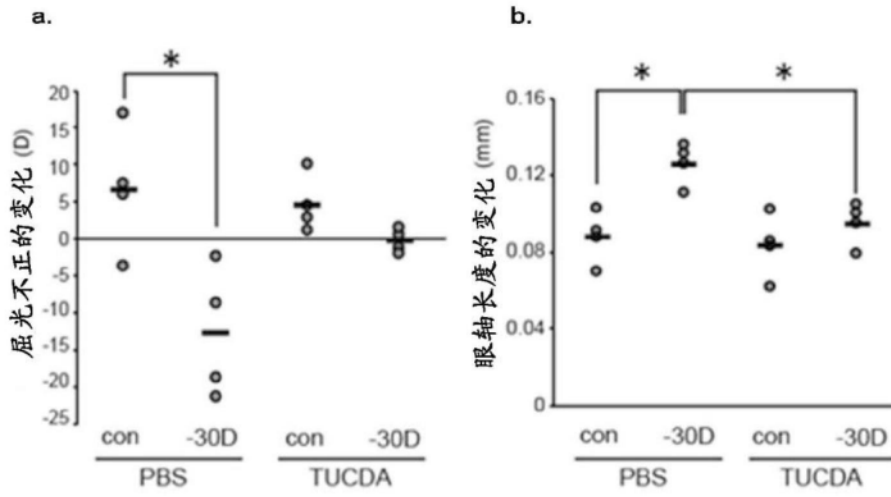 a.
*
屈光不正的变化 (D)
20
15
10
5
0
-5
-10
-15
-20
-25
con
-30D
con
-30D
PBS
TUCDA
b.
*
*
眼轴长度的变化 (mm)
0.16
0.12
0.08
0.04
0
con
-30D
con
-30D
PBS
TUCDA